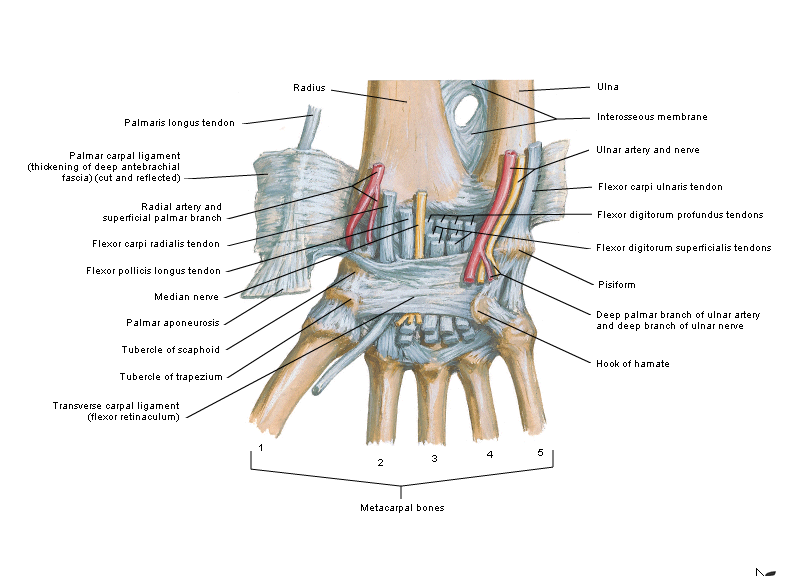 Radius
Palmaris longus tendon
Palmar carpal ligament
(thickening of deep antebrachial
fascia) (cut and reflected)
Radial artery and
superficial palmar branch
Flexor carpi radialis tendon
Flexor pollicis longus tendon
Median nerve
Palmar aponeurosis
Tubercle of scaphoid
Tubercle of trapezium
Transverse carpal ligament
(flexor retinaculum)
Ulna
Interosseous membrane
Ulnar artery and nerve
Flexor carpi ulnaris tendon
Flexor digitorum profundus tendons
Flexor digitorum superficialis tendons
Pisiform
Deep palmar branch of ulnar artery
and deep branch of ulnar nerve
Hook of hamate
1 2 3 4 5
Metacarpal bones